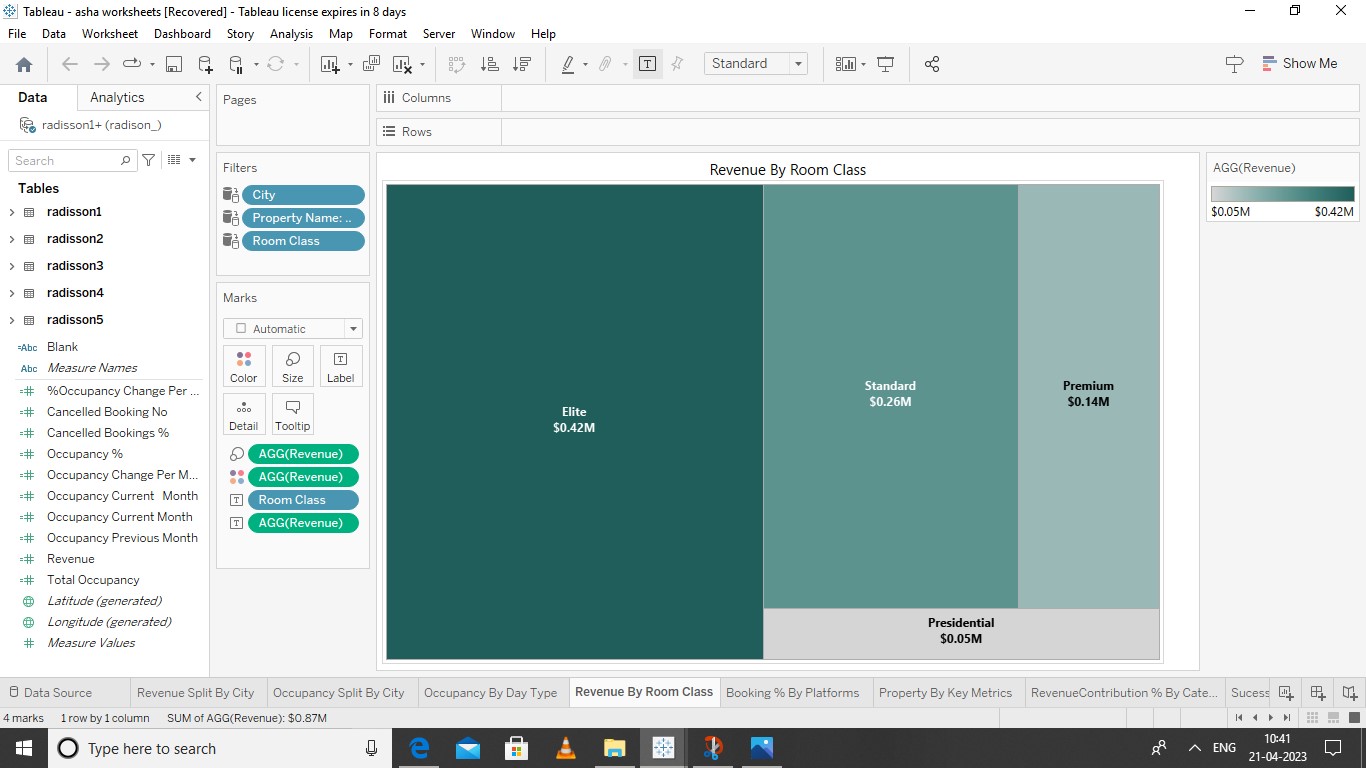 Tableau - asha worksheets [Recovered] - Tableau license expires in 8 days
File Data Worksheet Dashboard Story Analysis Map Format Server Window Help
Standard
Show Me
Data Analytics
radisson1+ (radison_)
Search
Tables
radisson1
radisson2
radisson3
radisson4
radisson5
=Abc Blank
Abc Measure Names
%Occupancy Change Per ...
Cancelled Booking No
Cancelled Bookings %
Occupancy %
Occupancy Change Per M...
Occupancy Current Month
Occupancy Current Month
Occupancy Previous Month
Revenue
Total Occupancy
Latitude (generated)
Longitude (generated)
Measure Values
Pages
Filters
City
Property Name: ..
Room Class
Marks
Automatic
Color Size Label
Detail Tooltip
AGG(Revenue)
AGG(Revenue)
Room Class
AGG(Revenue)
Columns
Rows
Revenue By Room Class
Elite
$0.42M
Standard
$0.26M
Premium
$0.14M
Presidential
$0.05M
AGG(Revenue)
$0.05M $0.42M
Data Source Revenue Split By City Occupancy Split By City Occupancy By Day Type Revenue By Room Class Booking % By Platforms Property By Key Metrics RevenueContribution % By Cate... Sucess
4 marks 1 row by 1 column SUM of AGG(Revenue): $0.87M
Type here to search
ENG
10:41
21-04-2023